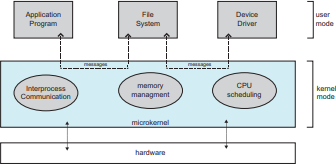 Application
Program
File
System
Device
Driver
user
mode
messages
messages
Interprocess
Communication
memory
managment
CPU
scheduling
kernel
mode
microkernel
hardware